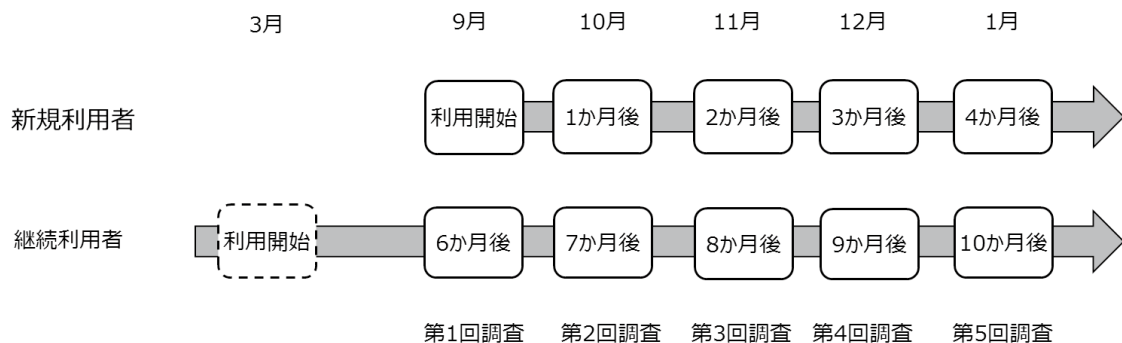 3月 9月 10月 11月 12月 1月
新規利用者 利用開始 1か月後 2か月後 3か月後 4か月後
継続利用者 利用開始 6か月後 7か月後 8か月後 9か月後 10か月後
第1回調査 第2回調査 第3回調査 第4回調査 第5回調査